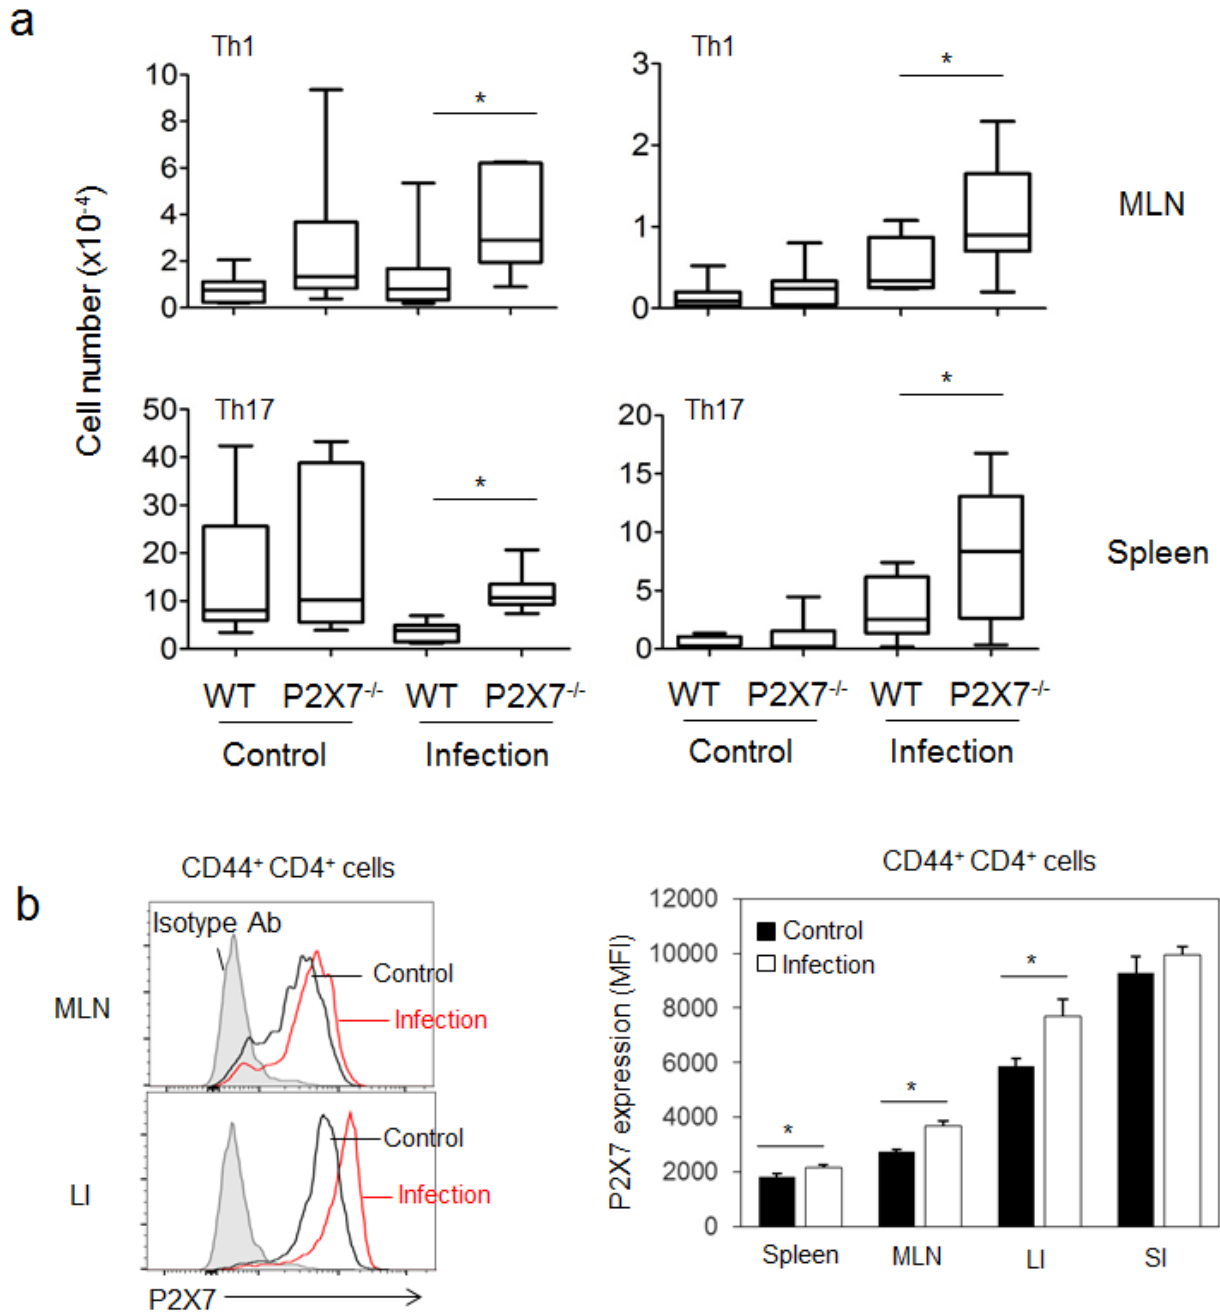 a
Th1
Th1
10
8
6
4
2
0
*
3
2
1
0
*
MLN
Cell number (x10-4)
Th17
Th17
50
40
30
20
10
0
*
20
15
10
5
0
*
Spleen
WT P2X7-/- WT P2X7-/-
WT P2X7-/- WT P2X7-/-
Control Infection
Control Infection
b
CD44+ CD4+ cells
Isotype Ab
Control
Infection
MLN
Control
Infection
LI
P2X7
CD44+ CD4+ cells
P2X7 expression (MFI)
12000
10000
8000
6000
4000
2000
0
Control
Infection
*
*
*
Spleen MLN LI SI